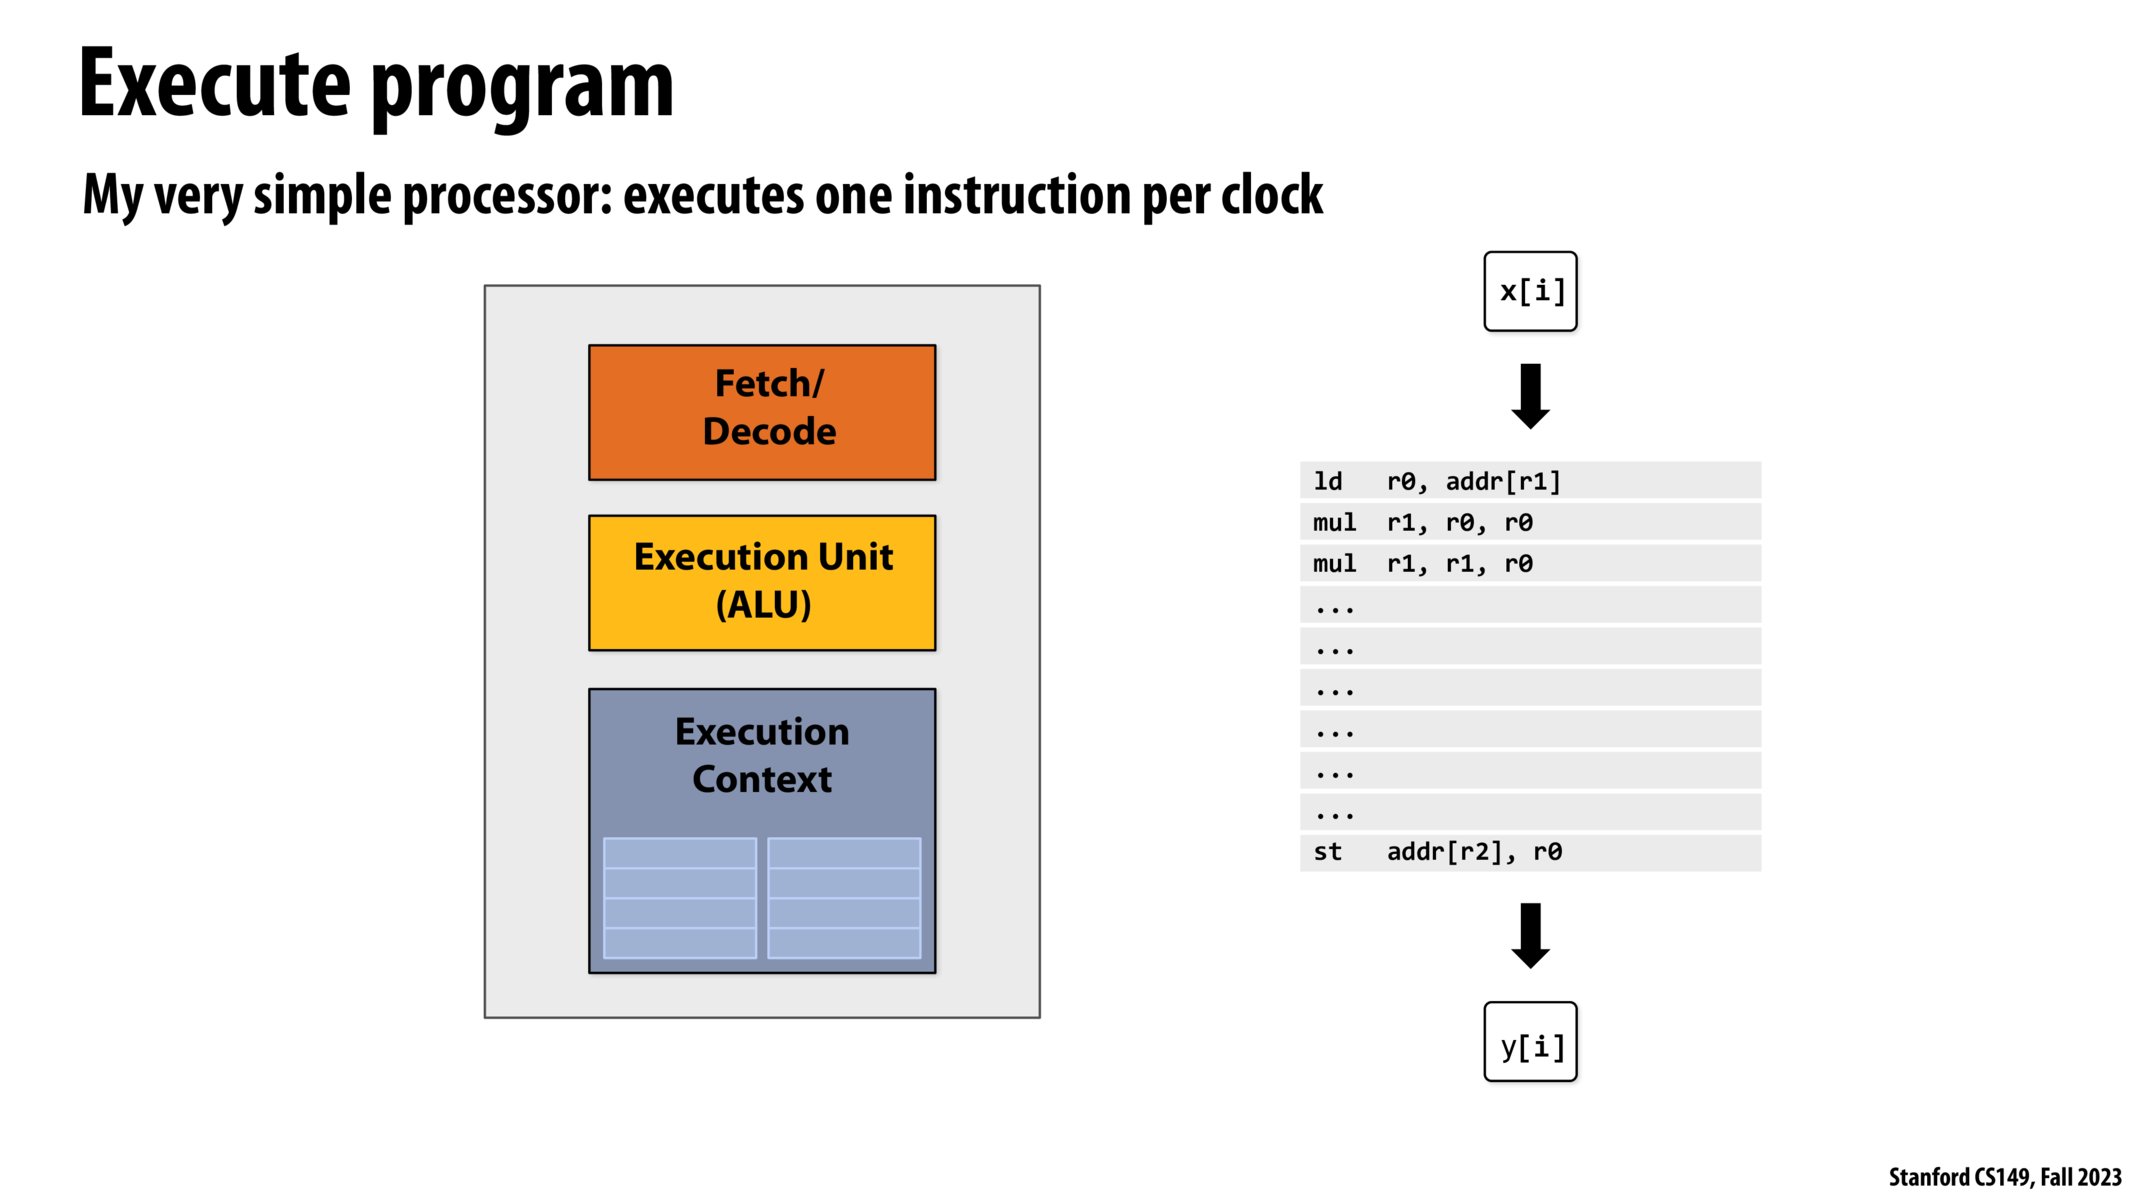 Execute program
My very simple processor: executes one instruction per clock
Fetch/
Decode
Execution Unit
(ALU)
Execution
Context
x[i]
ld r0, addr[r1]
mul r1, r0, r0
mul r1, r1, r0
...
...
...
...
...
...
st addr[r2], r0
y[i]
Stanford CS149, Fall 2023